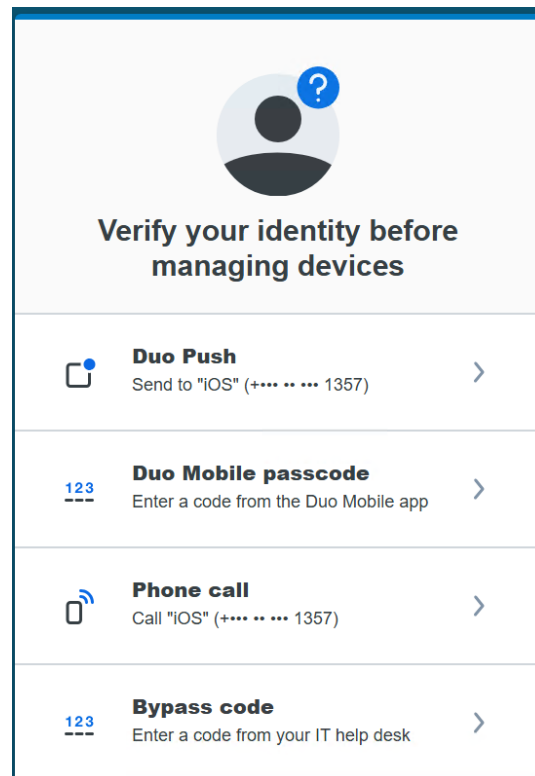 ?
Verify your identity before
managing devices
Duo Push
Send to "iOS" (+••• •• ••• 1357)
123
Duo Mobile passcode
Enter a code from the Duo Mobile app
Phone call
Call "iOS" (+••• •• ••• 1357)
123
Bypass code
Enter a code from your IT help desk